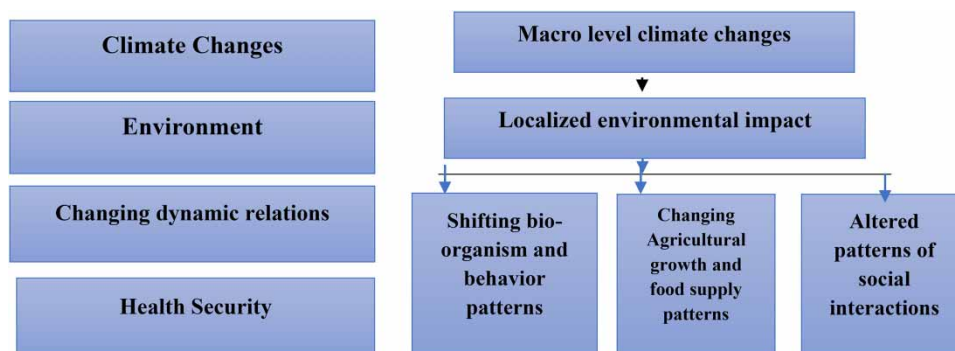 Climate Changes
Environment
Changing dynamic relations
Health Security
Macro level climate changes
Localized environmental impact
Shifting bio-
organism and
behavior
patterns
Changing
Agricultural
growth and
food supply
patterns
Altered
patterns of
social
interactions